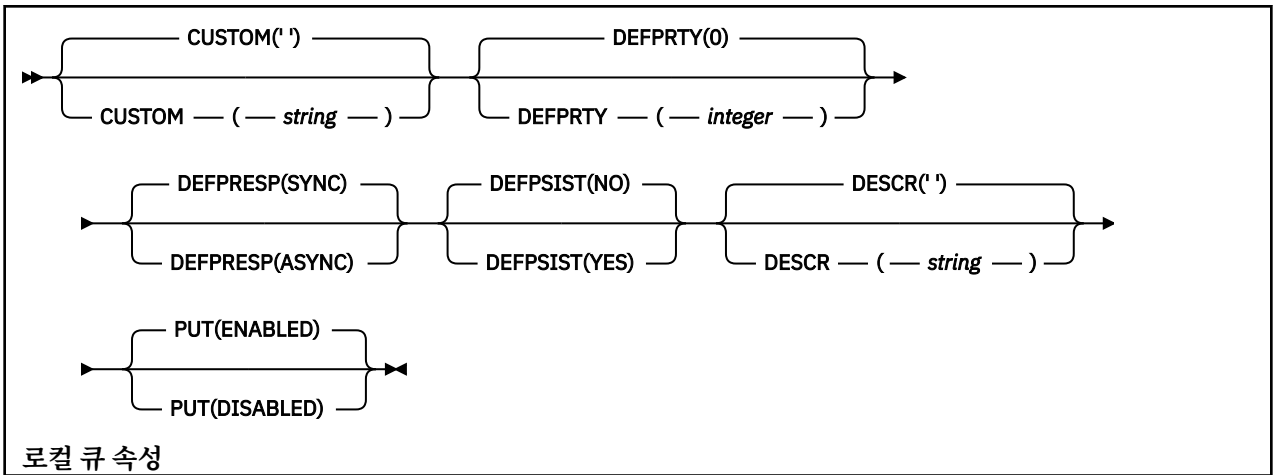 CUSTOM(' ') DEFPRTY(0)
CUSTOM ( string ) DEFPRTY ( integer )
DEFPRESP(SYNC) DEFPSIST(NO) DESCR(' ')
DEFPRESP(ASYNC) DEFPSIST(YES) DESCR ( string )
PUT(ENABLED)
PUT(DISABLED)
로컬 큐 속성